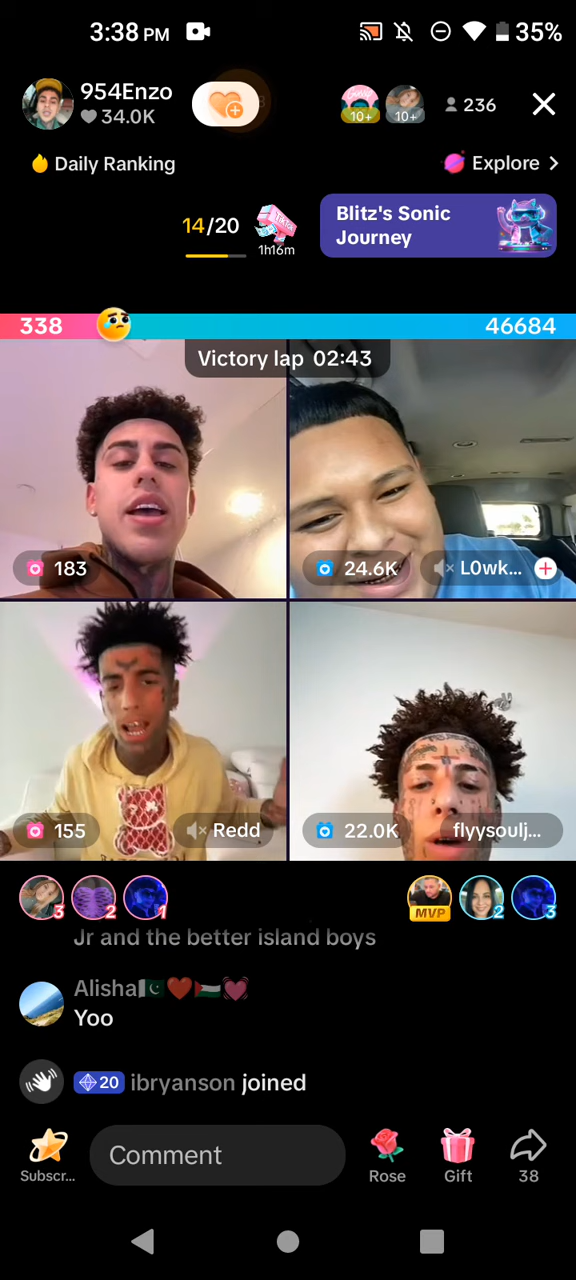 3:38 PM
35%
954Enzo
34.0K
10+
10+
236
Daily Ranking
Explore >
14/20
1h16m
Blitz's Sonic
Journey
338
46684
Victory lap 02:43
183
24.6K
L0wk...
155
Redd
22.0K
flyysoulj...
3
2
1
MVP
2
3
Jr and the better island boys
Alisha🇵🇰❤️🇵🇸💓
Yoo
20 ibryanson joined
Subscr...
Comment
Rose
Gift
38